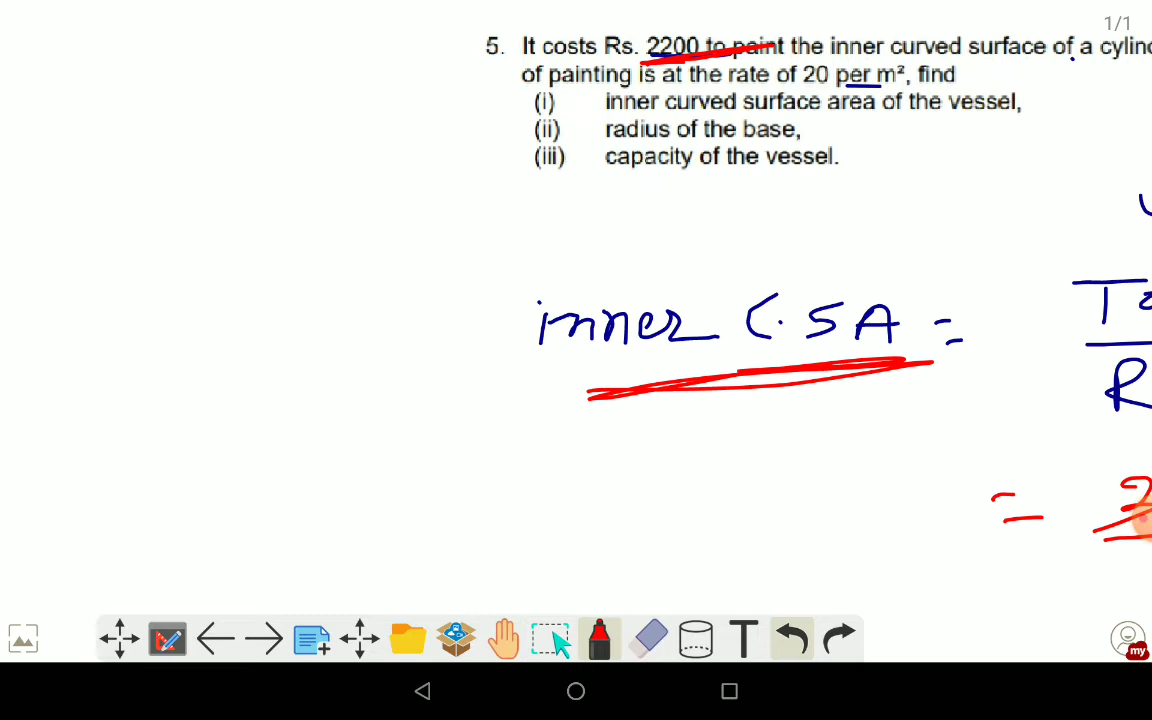 1/1
5. It costs Rs. 2200 to paint the inner curved surface of a
of painting is at the rate of 20 per m², find
(i) inner curved surface area of the vessel,
(ii) radius of the base,
(iii) capacity of the vessel.
inner C.SA =
=
T
my